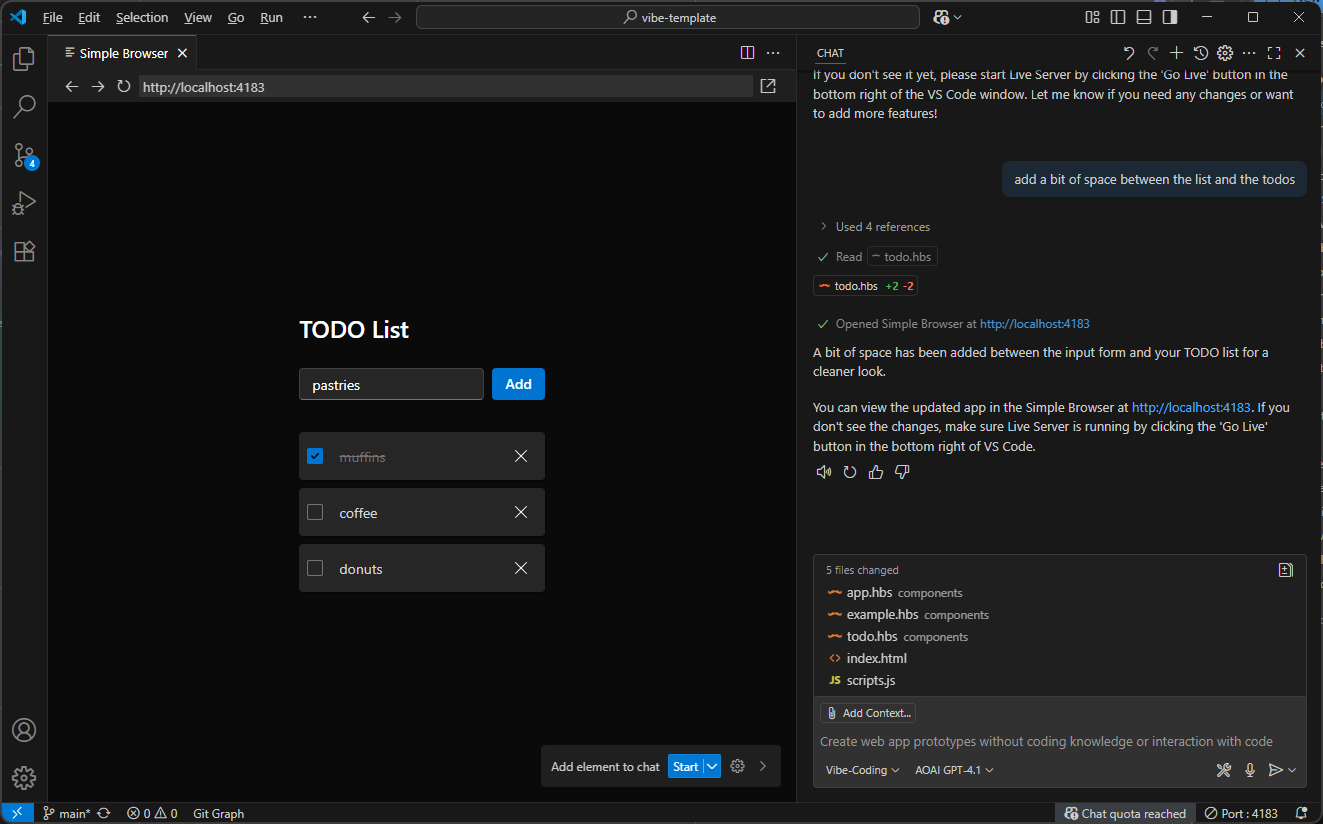 File Edit Selection View Go Run ···
vibe-template
Simple Browser
http://localhost:4183
TODO List
pastries
Add
muffins
coffee
donuts
Add element to chat Start
CHAT
If you don't see it yet, please start Live Server by clicking the 'Go Live' button in the
bottom right of the VS Code window. Let me know if you need any changes or want
to add more features!
add a bit of space between the list and the todos
Used 4 references
Read todo.hbs
todo.hbs +2 -2
Opened Simple Browser at http://localhost:4183
A bit of space has been added between the input form and your TODO list for a
cleaner look.
You can view the updated app in the Simple Browser at http://localhost:4183. If you
don't see the changes, make sure Live Server is running by clicking the 'Go Live'
button in the bottom right of VS Code.
5 files changed
app.hbs components
example.hbs components
todo.hbs components
index.html
JS scripts.js
Add Context...
Create web app prototypes without coding knowledge or interaction with code
Vibe-Coding AOAI GPT-4.1
4
main* 0 0 Git Graph
Chat quota reached Port : 4183